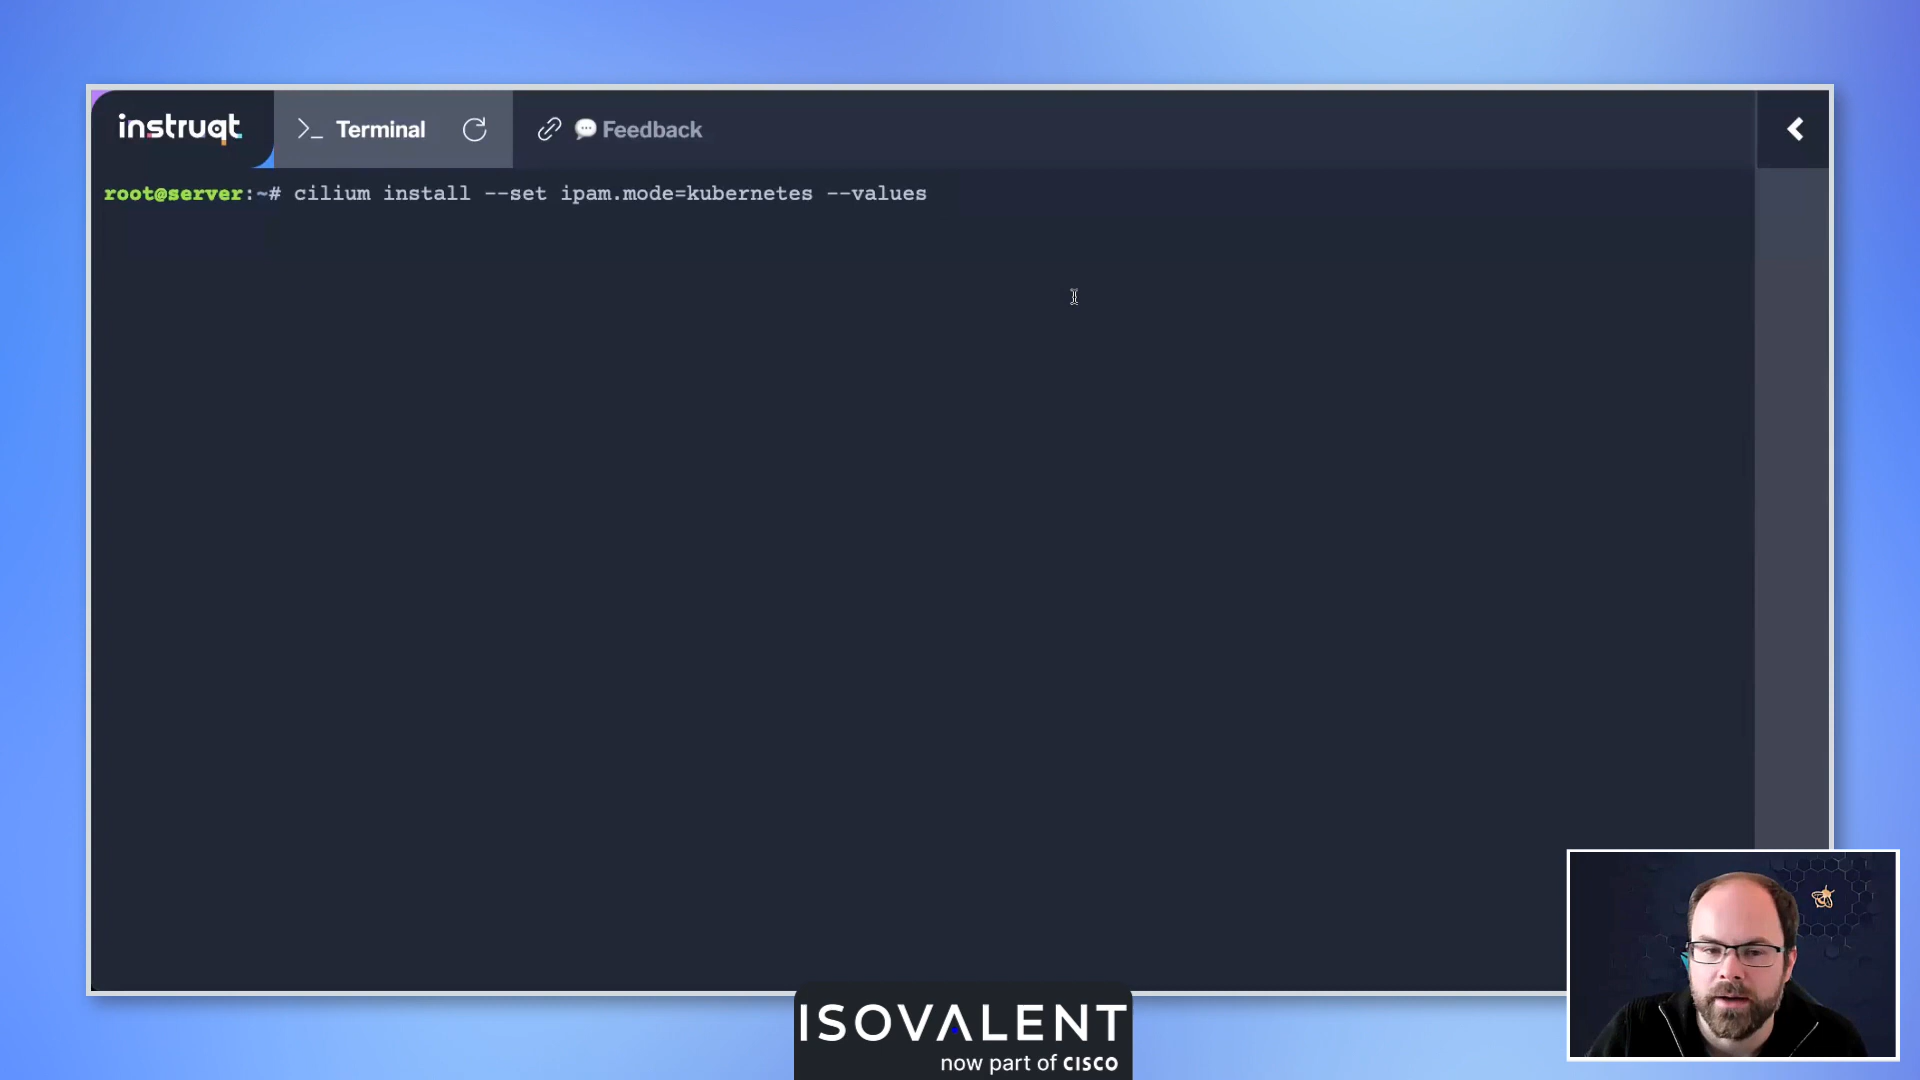 instruqt
>_ Terminal
Feedback
root@server:~# cilium install --set ipam.mode=kubernetes --values
ISOVALENT
now part of CISCO